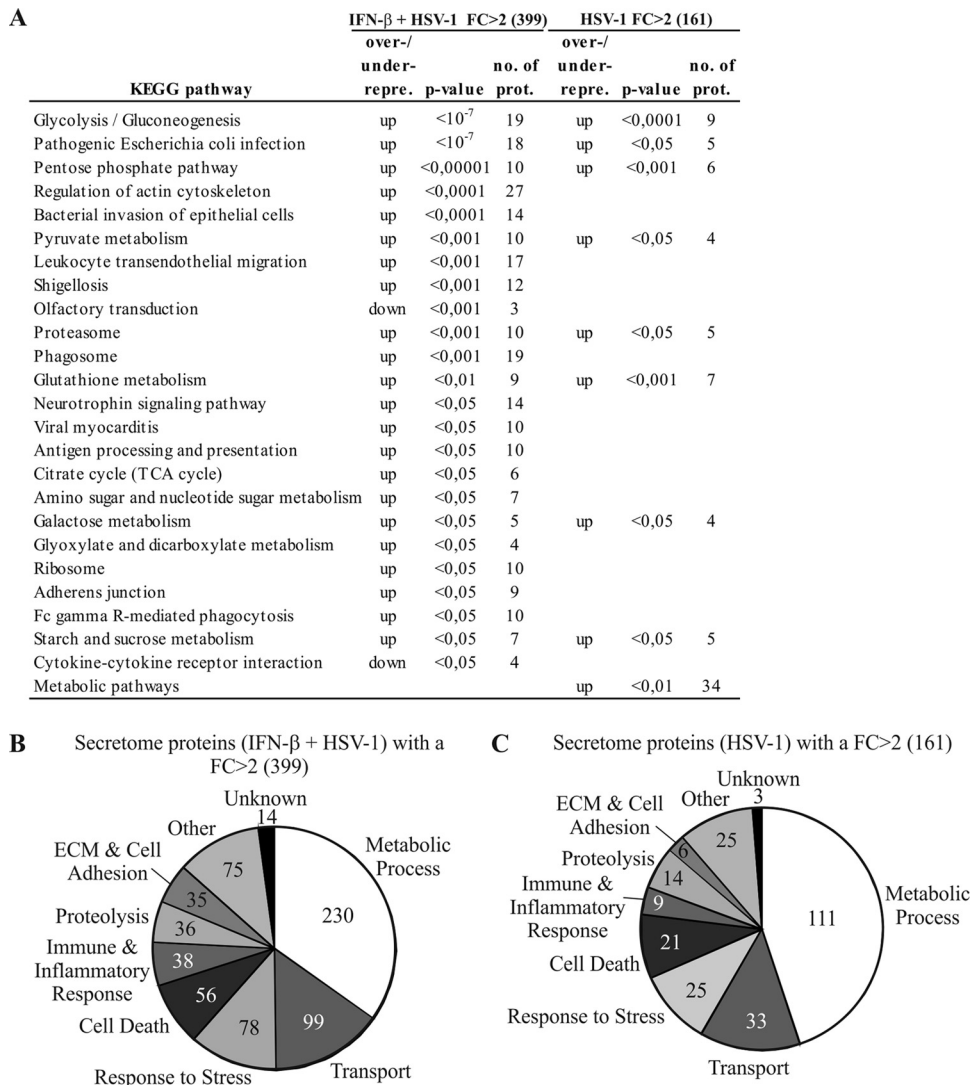 A
IFN-β + HSV-1 FC>2 (399) HSV-1 FC>2 (161)
over-/ over-/
under- no. of under- no. of
KEGG pathway repre. p-value prot. repre. p-value prot.
Glycolysis / Gluconeogenesis up <10⁻⁷ 19 up <0,0001 9
Pathogenic Escherichia coli infection up <10⁻⁷ 18 up <0,05 5
Pentose phosphate pathway up <0,00001 10 up <0,001 6
Regulation of actin cytoskeleton up <0,0001 27
Bacterial invasion of epithelial cells up <0,0001 14
Pyruvate metabolism up <0,001 10 up <0,05 4
Leukocyte transendothelial migration up <0,001 17
Shigellosis up <0,001 12
Olfactory transduction down <0,001 3
Proteasome up <0,001 10 up <0,05 5
Phagosome up <0,001 19
Glutathione metabolism up <0,01 9 up <0,001 7
Neurotrophin signaling pathway up <0,05 14
Viral myocarditis up <0,05 10
Antigen processing and presentation up <0,05 10
Citrate cycle (TCA cycle) up <0,05 6
Amino sugar and nucleotide sugar metabolism up <0,05 7
Galactose metabolism up <0,05 5 up <0,05 4
Glyoxylate and dicarboxylate metabolism up <0,05 4
Ribosome up <0,05 10
Adherens junction up <0,05 9
Fc gamma R-mediated phagocytosis up <0,05 10
Starch and sucrose metabolism up <0,05 7 up <0,05 5
Cytokine-cytokine receptor interaction down <0,05 4
Metabolic pathways up <0,01 34
B
Secretome proteins (IFN-β + HSV-1) with a
FC>2 (399)
Unknown
14
Other
75
Metabolic
Process
230
ECM & Cell
Adhesion
35
Proteolysis
36
Immune &
Inflammatory
Response
38
Cell Death
56
Response to Stress
78
Transport
99
C
Secretome proteins (HSV-1) with a FC>2 (161)
Unknown
3
Other
25
ECM & Cell
Adhesion
6
Proteolysis
14
Immune &
Inflammatory
Response
9
Metabolic
Process
111
Cell Death
21
Response to Stress
25
Transport
33